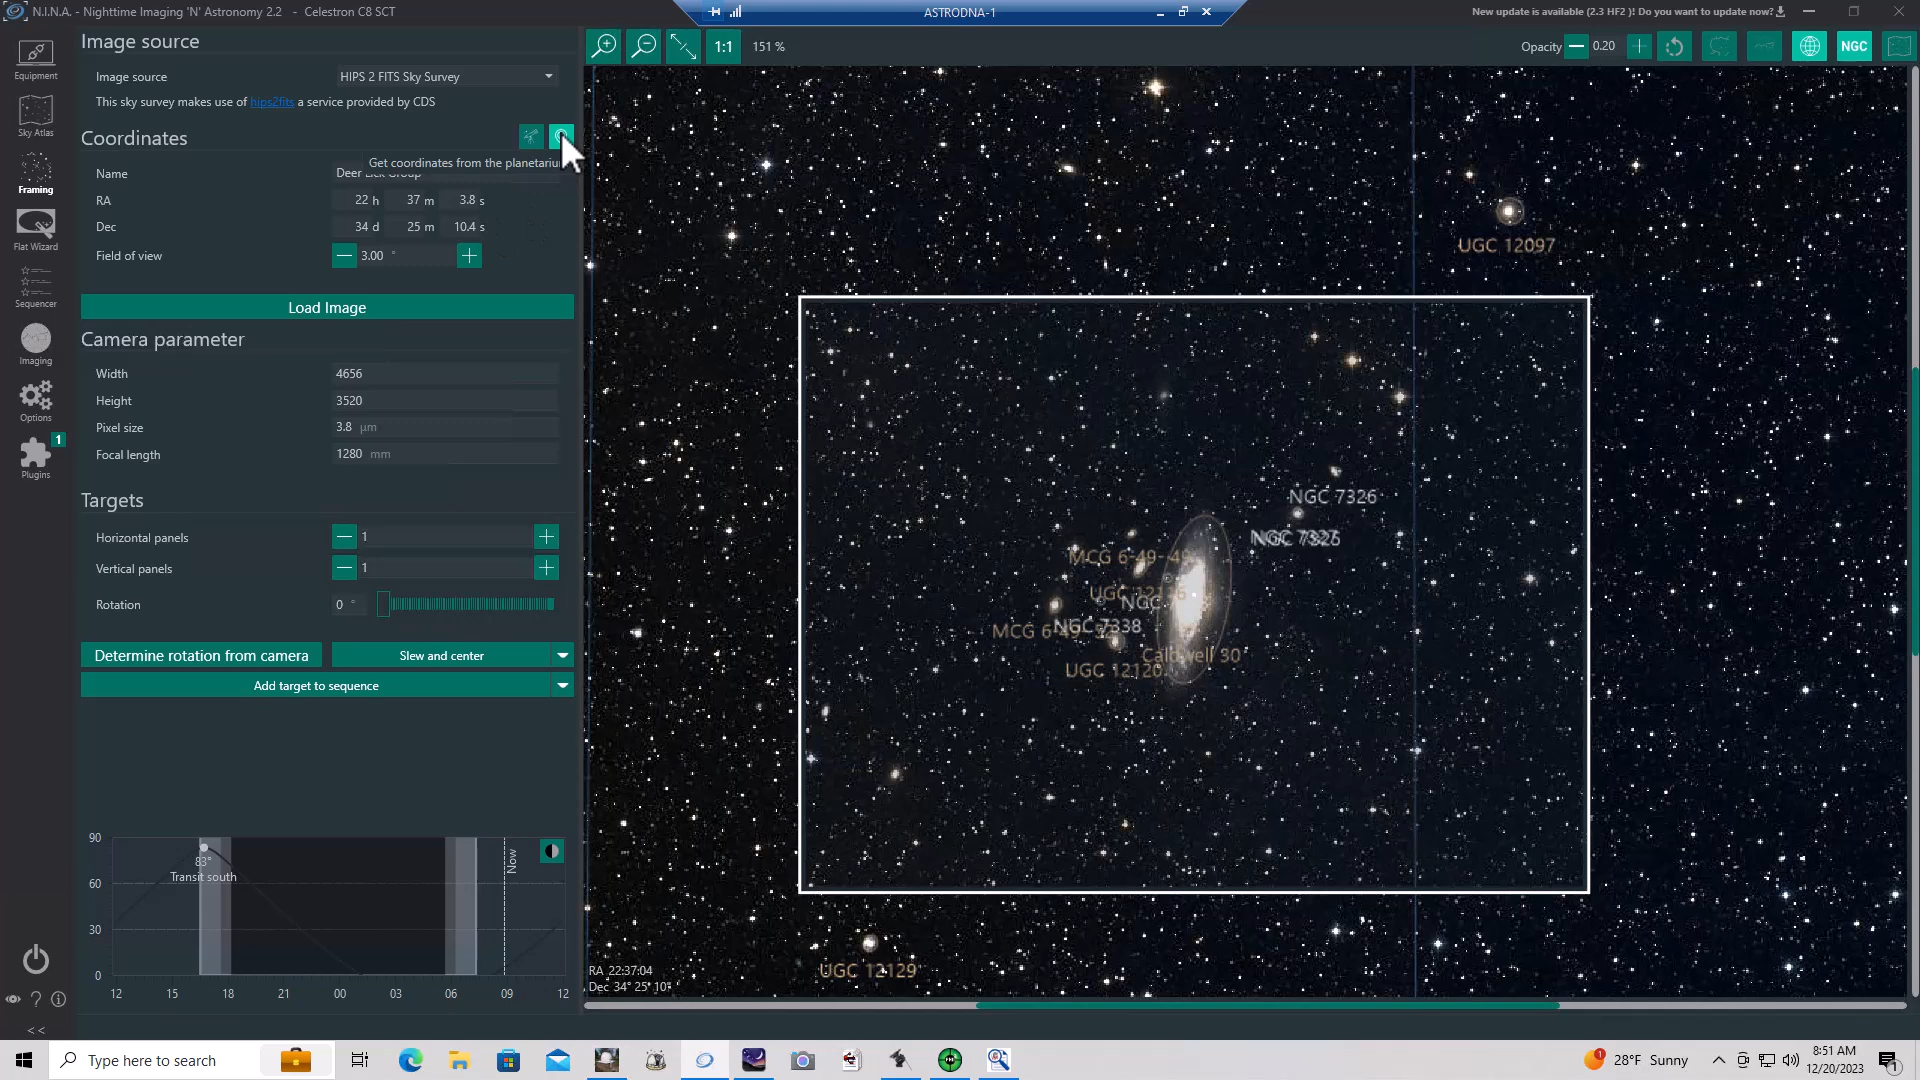 N.I.N.A. - Nighttime Imaging 'N' Astronomy 2.2 - Celestron C8 SCT
ASTRODNA-1
New update is available (2.3 HF2 )! Do you want to update now?
Equipment
Sky Atlas
Framing
Flat Wizard
Sequencer
Imaging
Options
1
Plugins
<<
Image source
Image source HIPS 2 FITS Sky Survey
This sky survey makes use of hips2fits a service provided by CDS
Coordinates
Get coordinates from the
Name Deer Lick Group
RA 22 h 37 m 3.8 s
Dec 34 d 25 m 10.4 s
Field of view 3.00 °
Load Image
Camera parameter
Width 4656
Height 3520
Pixel size 3.8 µm
Focal length 1280 mm
Targets
Horizontal panels 1
Vertical panels 1
Rotation 0 °
Determine rotation from camera Slew and center
Add target to sequence
90
60
30
0
83°
Transit south
Now
12 15 18 21 00 03 06 09 12
1:1 151 %
Opacity 0.20
NGC
UGC 12097
NGC 7326
NGC 7325
MCG 6-49-
NGC
NGC 7338
MCG 6-49-
Caldwell 30
UGC 12120
UGC 12129
RA 22:37:04
Dec 34° 25' 10"
Type here to search
1
28°F Sunny
8:51 AM
12/20/2023
1